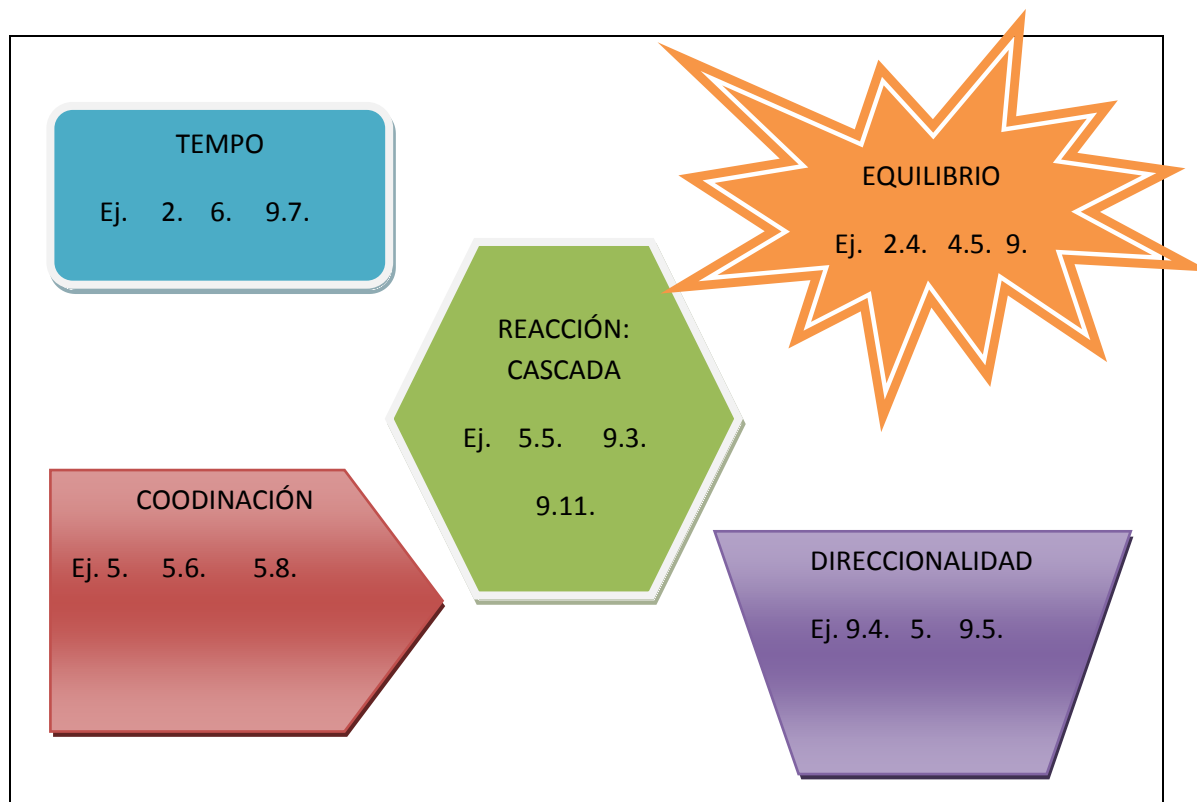 TEMPO
Ej. 2. 6. 9.7.
EQUILIBRIO
Ej. 2.4. 4.5. 9.
REACCIÓN:
CASCADA
Ej. 5.5. 9.3.
9.11.
COODINACIÓN
Ej. 5. 5.6. 5.8.
DIRECCIONALIDAD
Ej. 9.4. 5. 9.5.